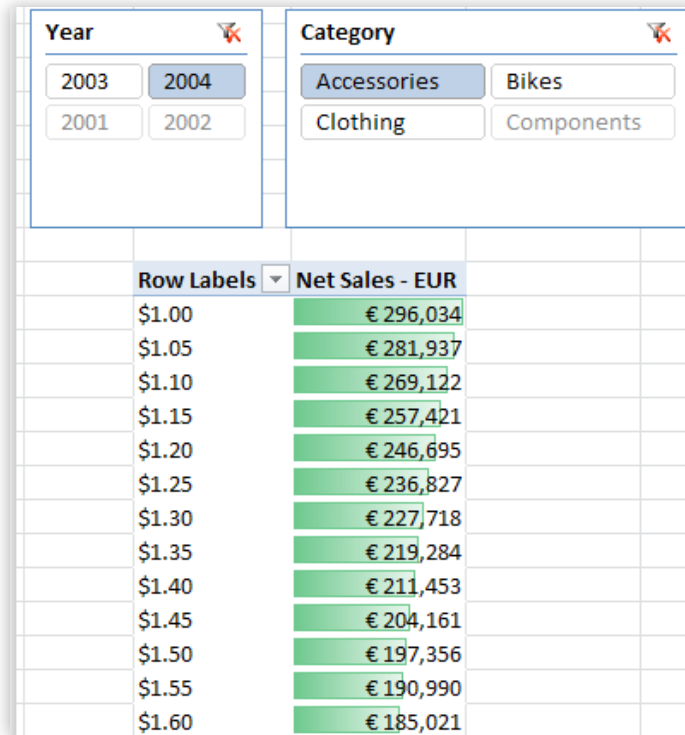 Year Category
2003 2004 Accessories Bikes
2001 2002 Clothing Components
Row Labels Net Sales - EUR
$1.00 € 296,034
$1.05 € 281,937
$1.10 € 269,122
$1.15 € 257,421
$1.20 € 246,695
$1.25 € 236,827
$1.30 € 227,718
$1.35 € 219,284
$1.40 € 211,453
$1.45 € 204,161
$1.50 € 197,356
$1.55 € 190,990
$1.60 € 185,021